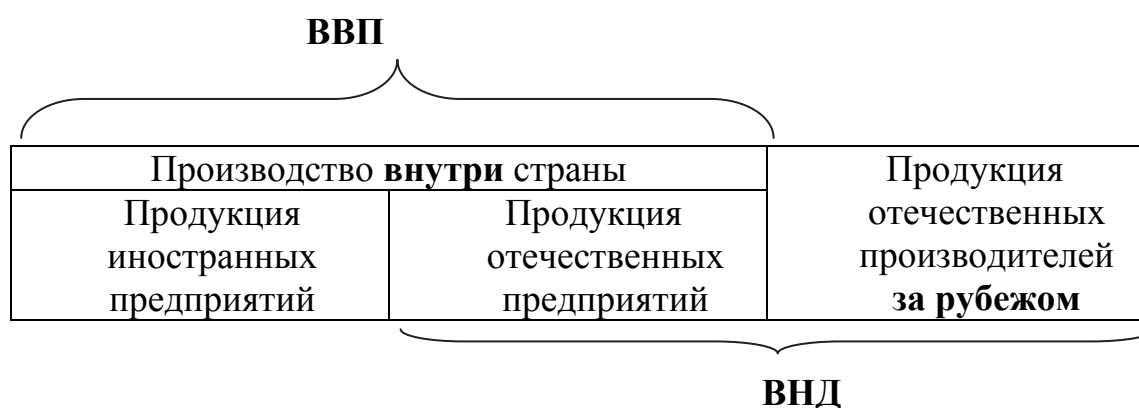 ВВП
Производство внутри страны
Продукция
иностранных
предприятий
Продукция
отечественных
предприятий
Продукция
отечественных
производителей
за рубежом
ВНД